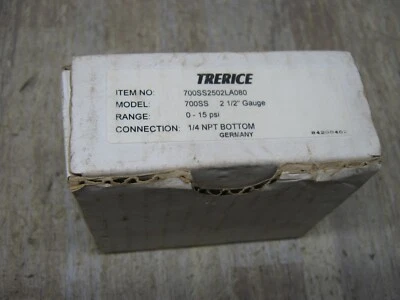 TRERICE
ITEM NO: 700SS2502LA080
MODEL: 700SS 2 1/2" Gauge
RANGE: 0 - 15 psi
CONNECTION: 1/4 NPT BOTTOM
GERMANY